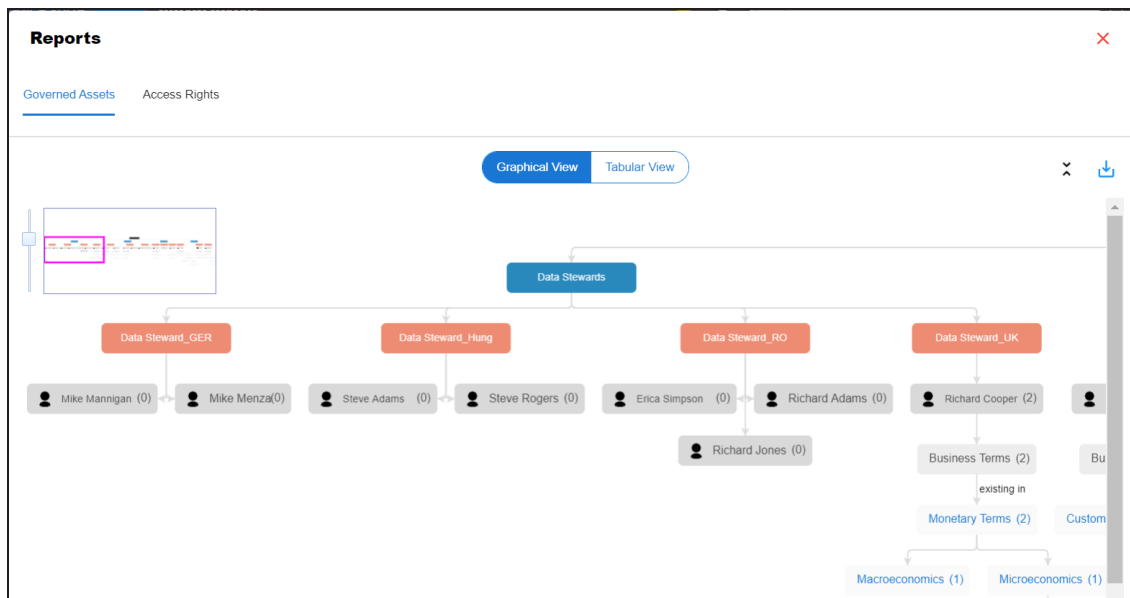 Reports
Governed Assets Access Rights
Graphical View Tabular View
Data Stewards
Data Steward_GER Data Steward_Hung Data Steward_RO Data Steward_UK
Mike Mannigan (0) Mike Menza(0) Steve Adams (0) Steve Rogers (0) Erica Simpson (0) Richard Adams (0) Richard Cooper (2)
Richard Jones (0)
Business Terms (2) Bu
existing in
Monetary Terms (2) Custom
Macroeconomics (1) Microeconomics (1)